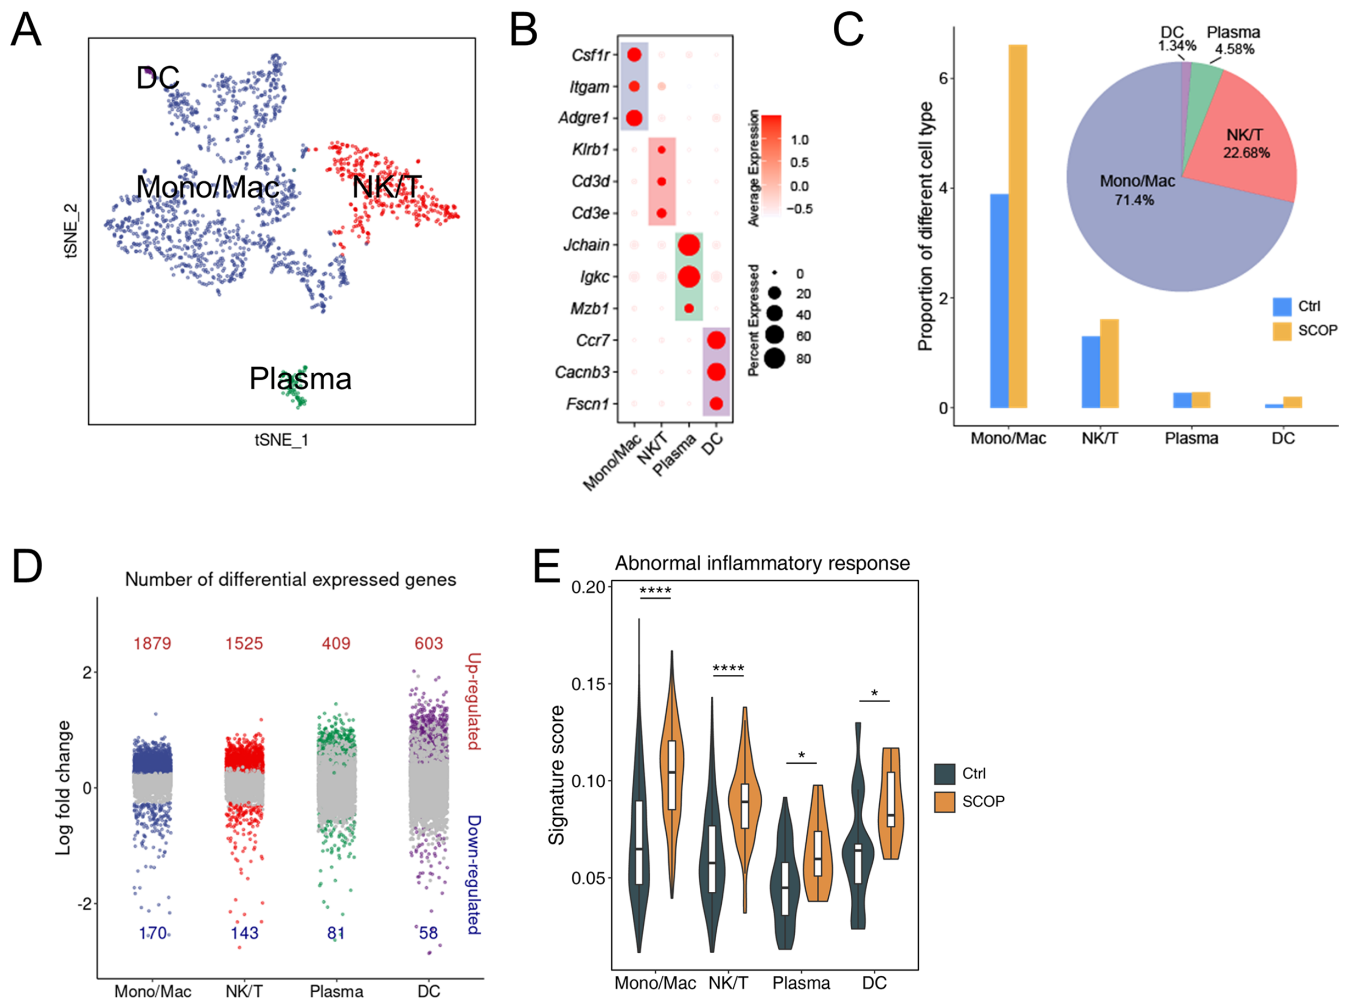 A
DC
Mono/Mac
NK/T
Plasma
tSNE_2
tSNE_1
B
Csf1r
Itgam
Adgre1
Klrb1
Cd3d
Cd3e
Jchain
Igkc
Mzb1
Ccr7
Cacnb3
Fscn1
Mono/Mac
NK/T
Plasma
DC
Average Expression
1.0
0.5
0.0
−0.5
Percent Expressed
0
20
40
60
80
C
Proportion of different cell type
6
4
2
0
DC
1.34%
Plasma
4.58%
NK/T
22.68%
Mono/Mac
71.4%
Ctrl
SCOP
Mono/Mac
NK/T
Plasma
DC
D
Number of differential expressed genes
Log fold change
2
0
-2
1879
1525
409
603
Up-regulated
Down-regulated
170
143
81
58
Mono/Mac
NK/T
Plasma
DC
E
Abnormal inflammatory response
Signature score
0.20
0.15
0.10
0.05
****
****
*
*
Ctrl
SCOP
Mono/Mac
NK/T
Plasma
DC